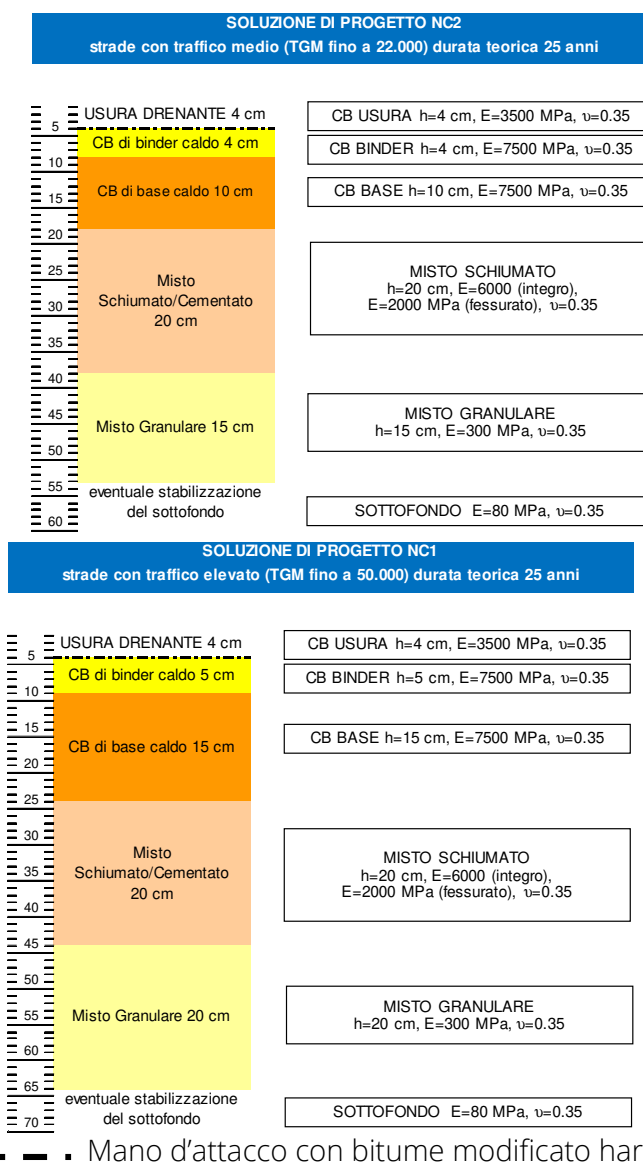 SOLUZIONE DI PROGETTO NC2
strade con traffico medio (TGM fino a 22.000) durata teorica 25 anni
5
10
15
20
25
30
35
40
45
50
55
60
USURA DRENANTE 4 cm
CB di binder caldo 4 cm
CB di base caldo 10 cm
Misto
Schiumato/Cementato
20 cm
Misto Granulare 15 cm
eventuale stabilizzazione
del sottofondo
CB USURA h=4 cm, E=3500 MPa, υ=0.35
CB BINDER h=4 cm, E=7500 MPa, υ=0.35
CB BASE h=10 cm, E=7500 MPa, υ=0.35
MISTO SCHIUMATO
h=20 cm, E=6000 (integro),
E=2000 MPa (fessurato), υ=0.35
MISTO GRANULARE
h=15 cm, E=300 MPa, υ=0.35
SOTTOFONDO E=80 MPa, υ=0.35
SOLUZIONE DI PROGETTO NC1
strade con traffico elevato (TGM fino a 50.000) durata teorica 25 anni
5
10
15
20
25
30
35
40
45
50
55
60
65
70
USURA DRENANTE 4 cm
CB di binder caldo 5 cm
CB di base caldo 15 cm
Misto
Schiumato/Cementato
20 cm
Misto Granulare 20 cm
eventuale stabilizzazione
del sottofondo
CB USURA h=4 cm, E=3500 MPa, υ=0.35
CB BINDER h=5 cm, E=7500 MPa, υ=0.35
CB BASE h=15 cm, E=7500 MPa, υ=0.35
MISTO SCHIUMATO
h=20 cm, E=6000 (integro),
E=2000 MPa (fessurato), υ=0.35
MISTO GRANULARE
h=20 cm, E=300 MPa, υ=0.35
SOTTOFONDO E=80 MPa, υ=0.35
Mano d'attacco con bitume modificato har